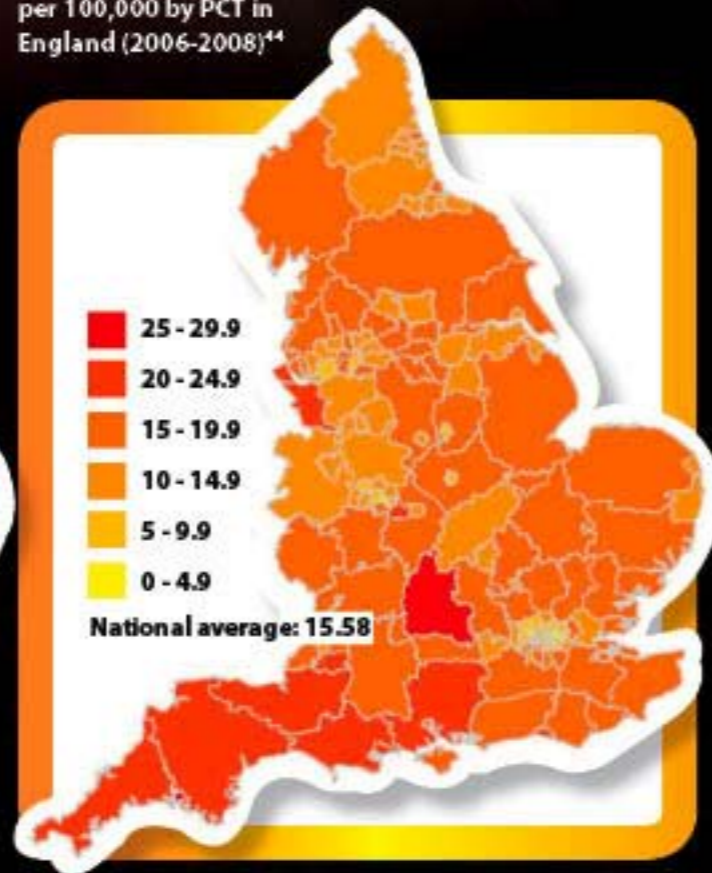 per 100,000 by PCT in
England (2006-2008)⁴⁴
25 - 29.9
20 - 24.9
15 - 19.9
10 - 14.9
5 - 9.9
0 - 4.9
National average: 15.58